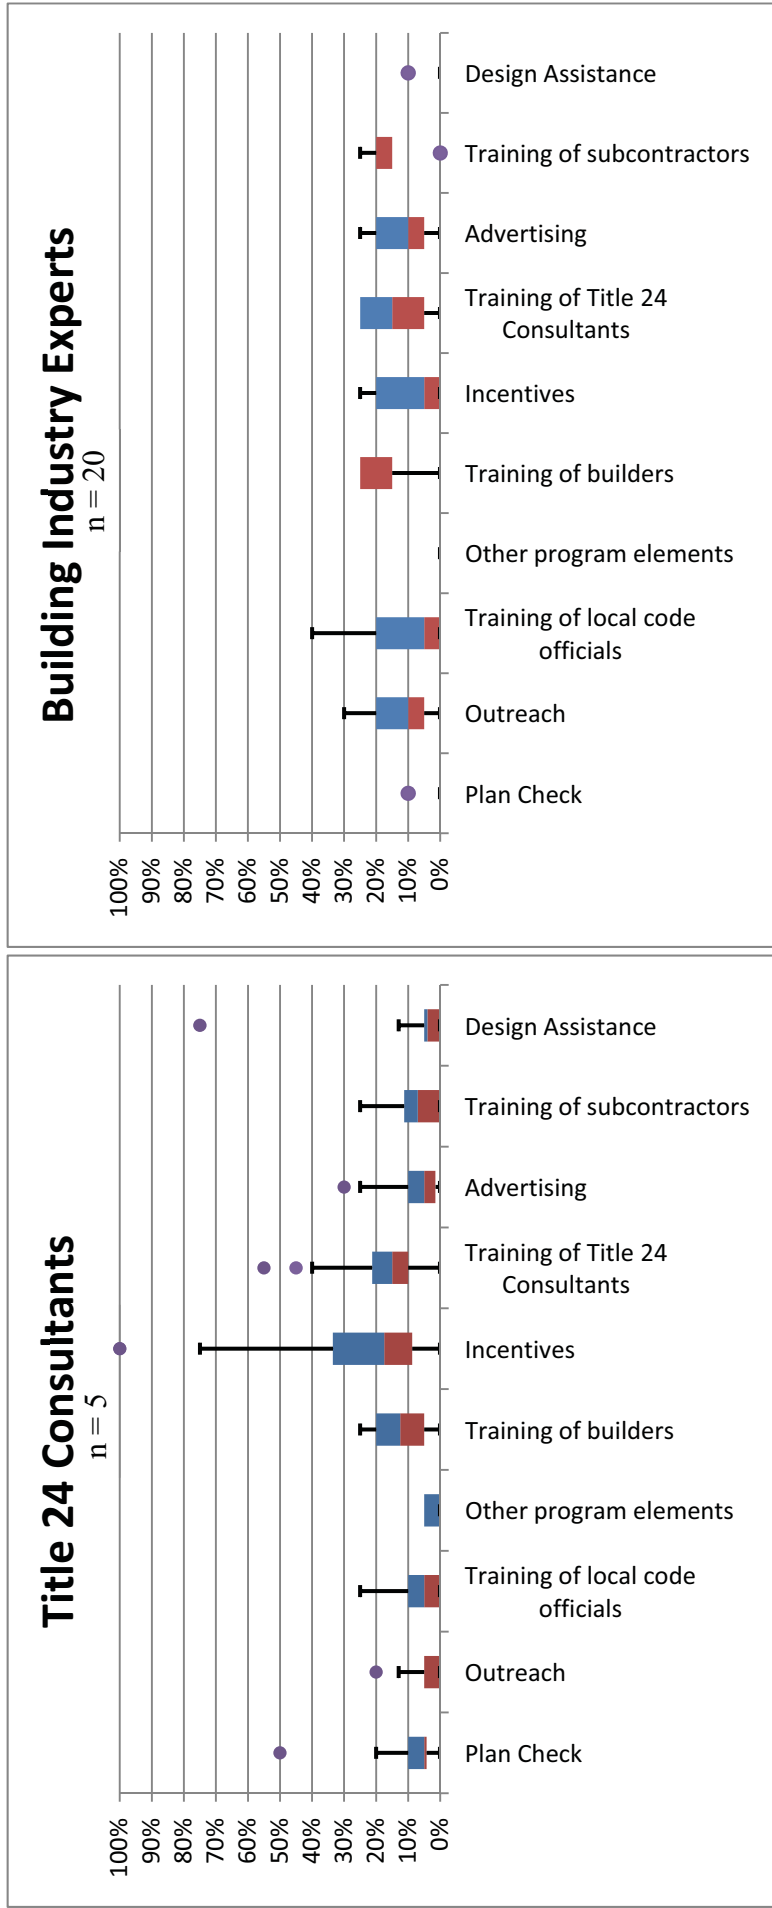 Building Industry Experts
n = 20
100%
90%
80%
70%
60%
50%
40%
30%
20%
10%
0%
Design Assistance
Training of subcontractors
Advertising
Training of Title 24
Consultants
Incentives
Training of builders
Other program elements
Training of local code
officials
Outreach
Plan Check
Title 24 Consultants
n = 5
100%
90%
80%
70%
60%
50%
40%
30%
20%
10%
0%
Design Assistance
Training of subcontractors
Advertising
Training of Title 24
Consultants
Incentives
Training of builders
Other program elements
Training of local code
officials
Outreach
Plan Check